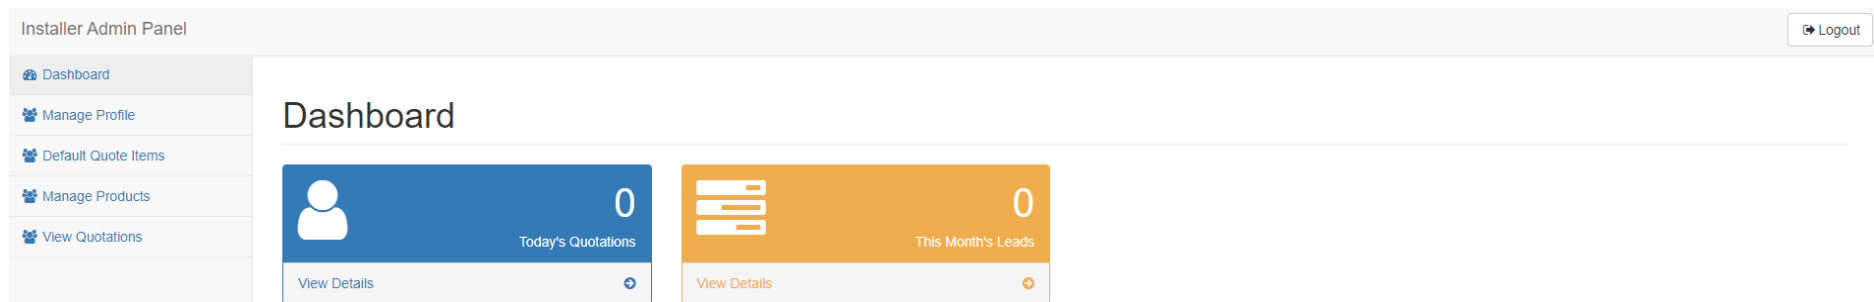 Installer Admin Panel
Logout
Dashboard
Manage Profile
Default Quote Items
Manage Products
View Quotations
Dashboard
0
Today's Quotations
View Details
0
This Month's Leads
View Details